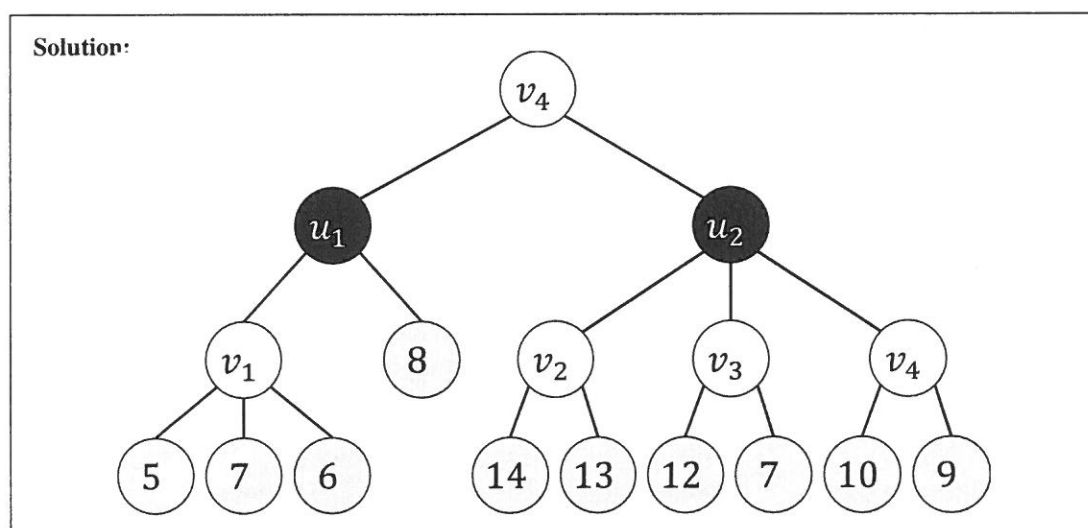 Solution:
v₄
u₁ u₂
v₁ 8 v₂ v₃ v₄
5 7 6 14 13 12 7 10 9